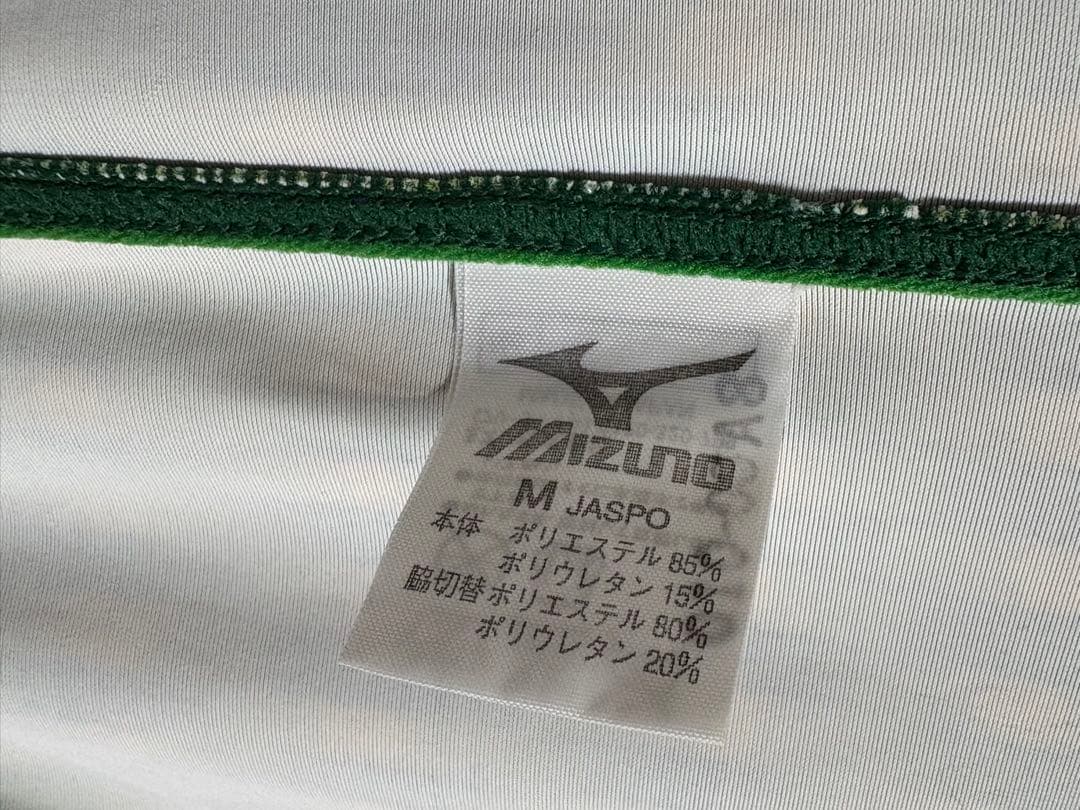 MIZUNO
M JASPO
本体 ポリエステル 85%
ポリウレタン 15%
脇切替 ポリエステル 80%
ポリウレタン 20%